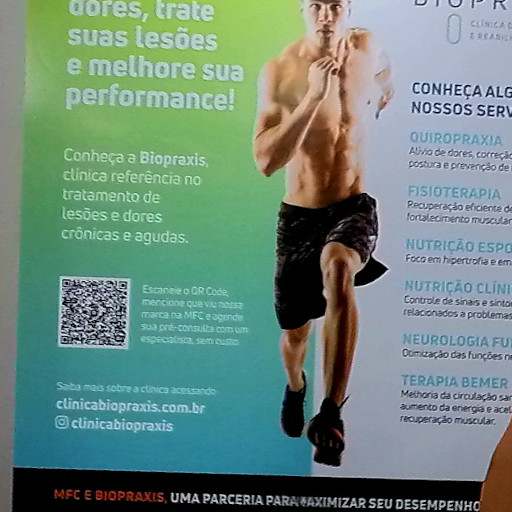 dores, trate
suas lesões
e melhore sua
performance!
Conheça a Biopraxis,
clínica referência no
tratamento de
lesões e dores
crônicas e agudas.
Escaneie o QR Code,
mencione que viu nossa
marca na MFC e agende
sua pré-consulta com um
especialista, sem custo.
Saiba mais sobre a clínica acessando
clinicabiopraxis.com.br
clinicabiopraxis
BIOPR
CLÍNICA D
E REABIL
CONHEÇA ALG
NOSSOS SERV
QUIROPRAXIA
Alívio de dores, correção
postura e prevenção de
FISIOTERAPIA
Recuperação eficiente de
fortalecimento muscular
NUTRIÇÃO ESPO
Foco em hipertrofia e em
NUTRIÇÃO CLÍNI
Controle de sinais e sinto
relacionados a problemas
NEUROLOGIA FU
Otimização das funções n
TERAPIA BEMER
Melhoria da circulação san
aumento da energia e acel
recuperação muscular.
MFC E BIOPRAXIS, UMA PARCERIA PARA MAXIMIZAR SEU DESEMPENHO